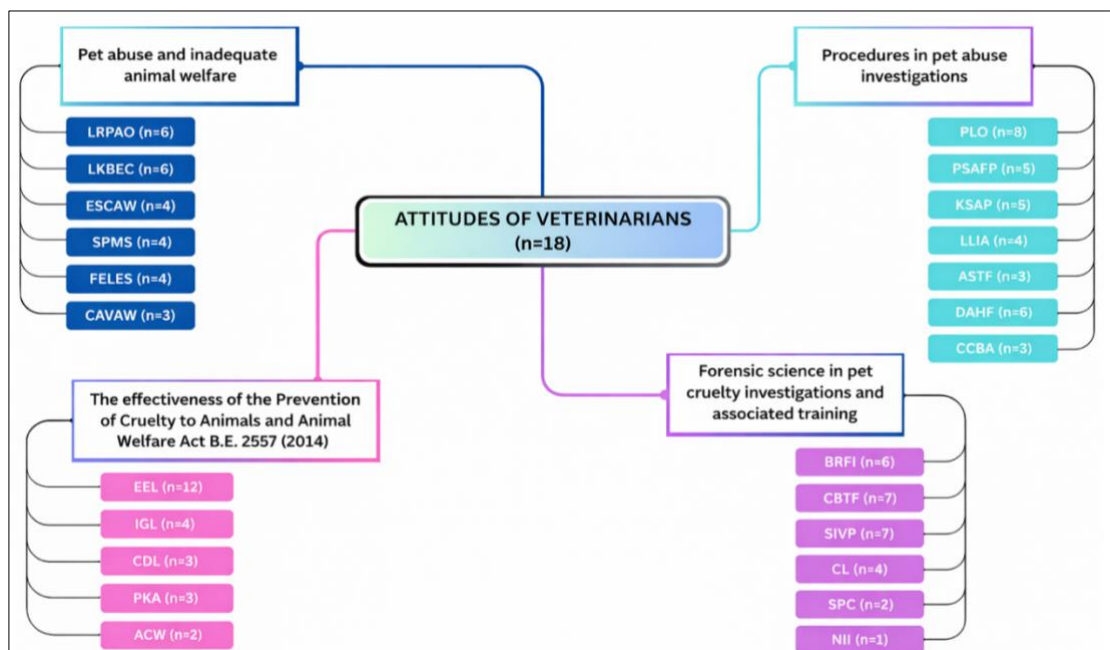 Pet abuse and inadequate
animal welfare
LRPAO (n=6)
LKBEC (n=6)
ESCAW (n=4)
SPMS (n=4)
FELES (n=4)
CAVAW (n=3)
Procedures in pet abuse
investigations
PLO (n=8)
PSAFP (n=5)
KSAP (n=5)
LLIA (n=4)
ASTF (n=3)
DAHF (n=6)
CCBA (n=3)
ATTITUDES OF VETERINARIANS
(n=18)
The effectiveness of the Prevention
of Cruelty to Animals and Animal
Welfare Act B.E. 2557 (2014)
EEL (n=12)
IGL (n=4)
CDL (n=3)
PKA (n=3)
ACW (n=2)
Forensic science in pet
cruelty investigations and
associated training
BRFI (n=6)
CBTF (n=7)
SIVP (n=7)
CL (n=4)
SPC (n=2)
NII (n=1)